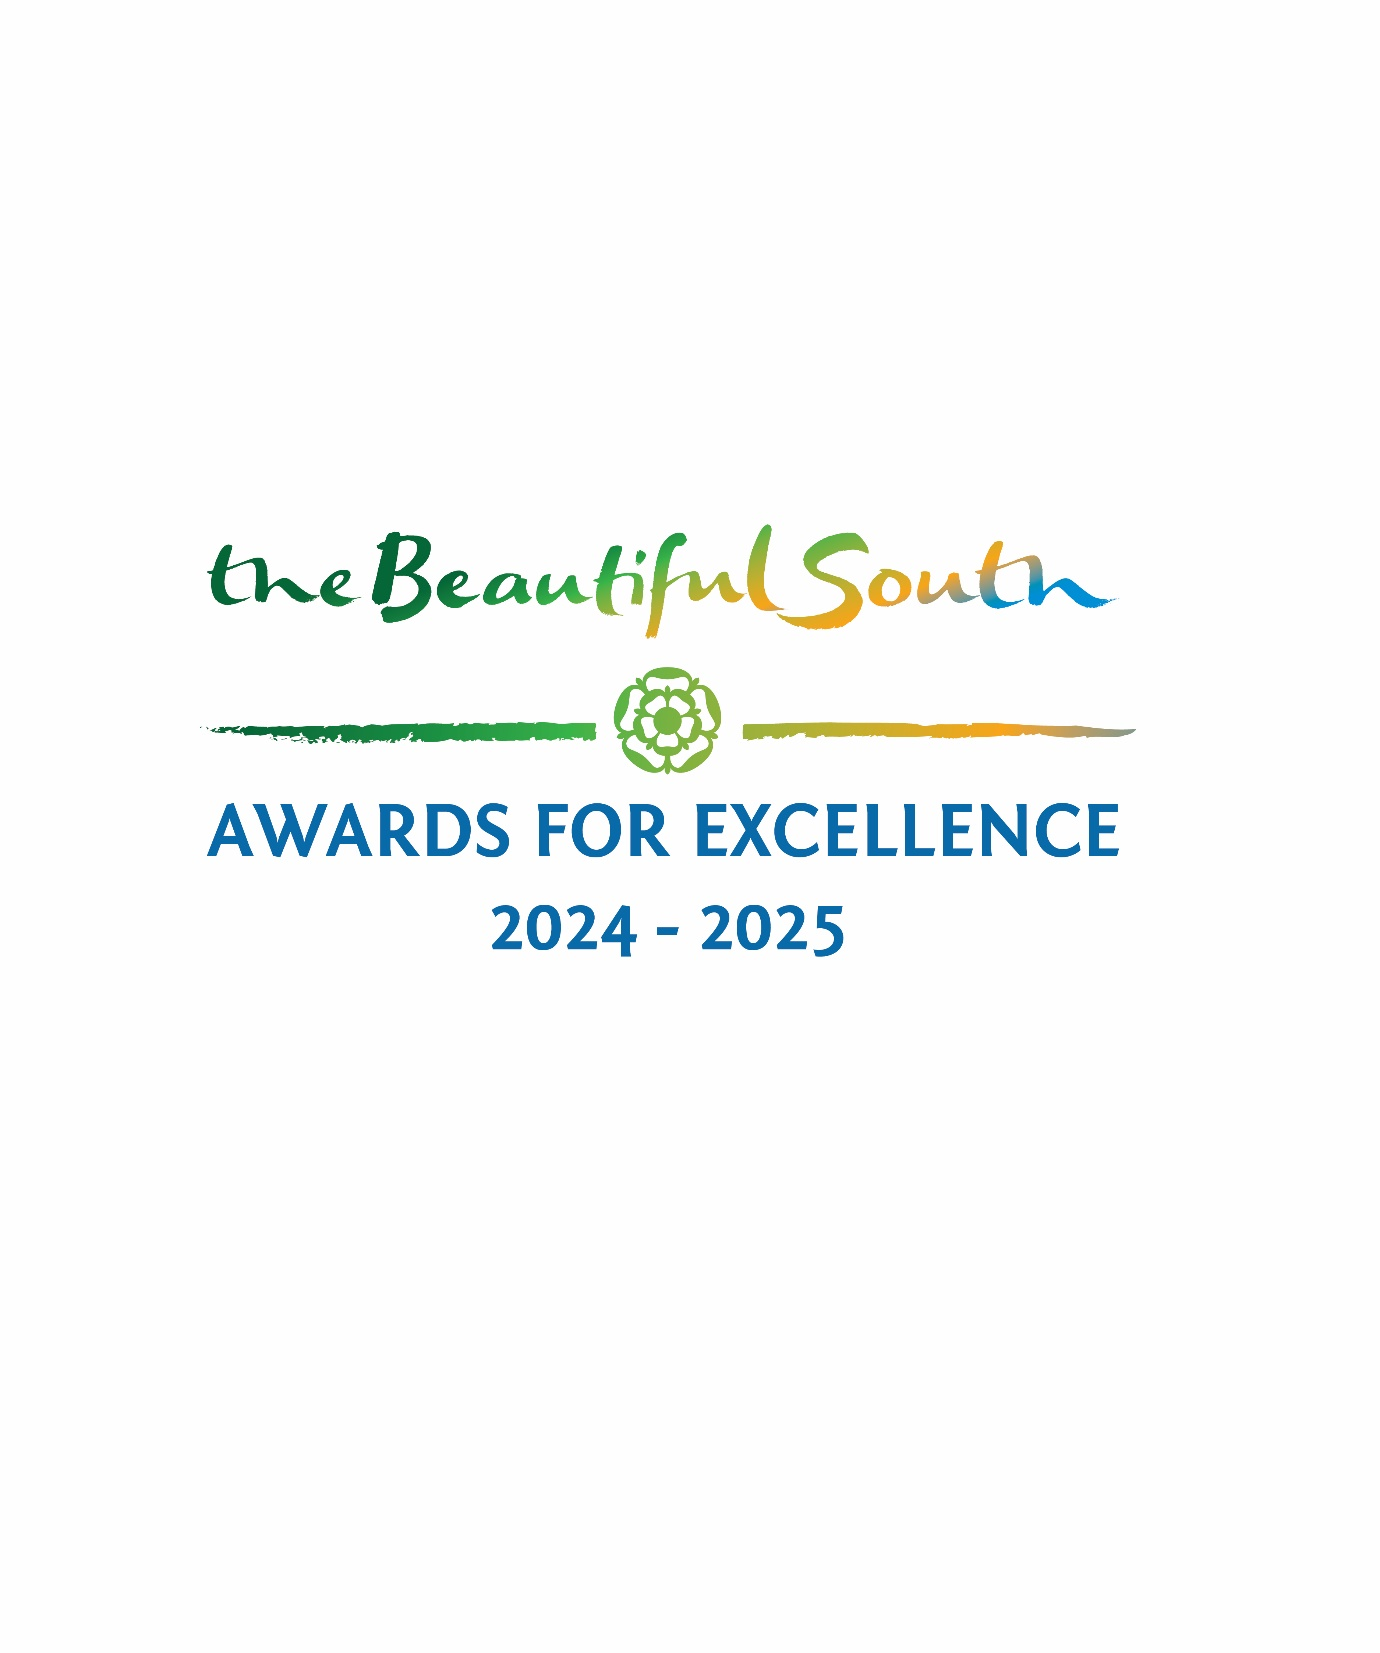 the Beautiful South
AWARDS FOR EXCELLENCE
2024 - 2025